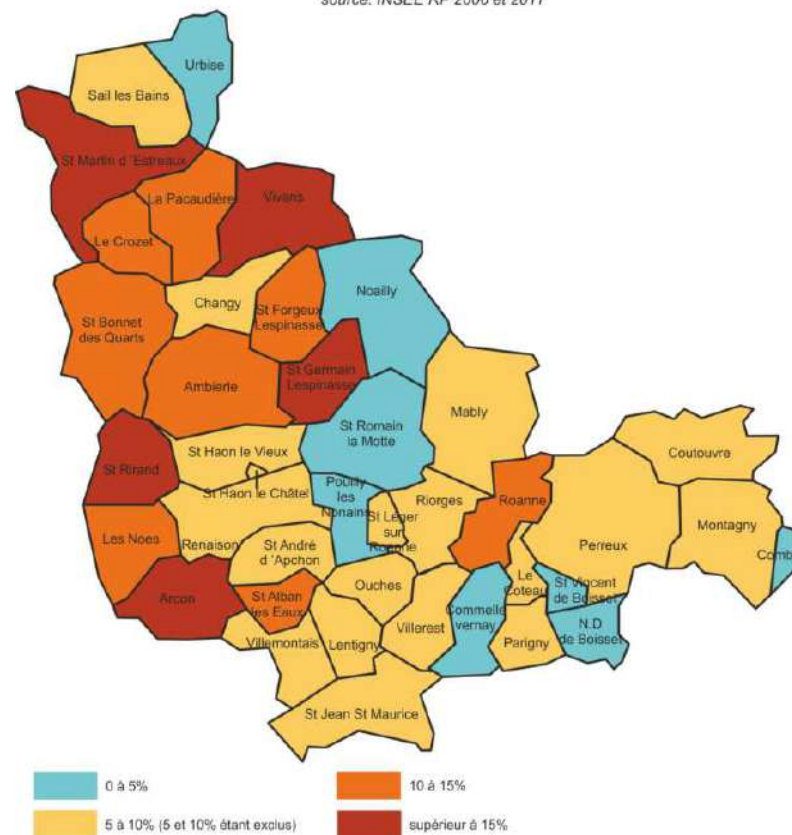 source: INSEE RP 2006 et 2011
Urbise
Sail les Bains
St Martin d 'Estreaux
La Pacaudière
Vivans
Le Crozet
Changy
St Forgeux
Lespinasse
Noailly
St Bonnet
des Quarts
Ambierle
St Germain
Lespinasse
Mably
St Romain
la Motte
St Haon le Vieux
Coutouvre
St Rirand
St Haon le Châtel
Pouilly
les
Nonains
Riorges
Roanne
St Léger
sur
Roanne
Montagny
Les Noes
Renaison
St André
d 'Apchon
Perreux
Comb
Ouches
Le
Coteau
St Vincent
de Boisset
Arcon
St Alban
les Eaux
Commelle
vernay
N.D
de Boisset
Villemontais
Lentigny
Villerest
Parigny
St Jean St Maurice
0 à 5%
10 à 15%
5 à 10% (5 et 10% étant exclus)
supérieur à 15%